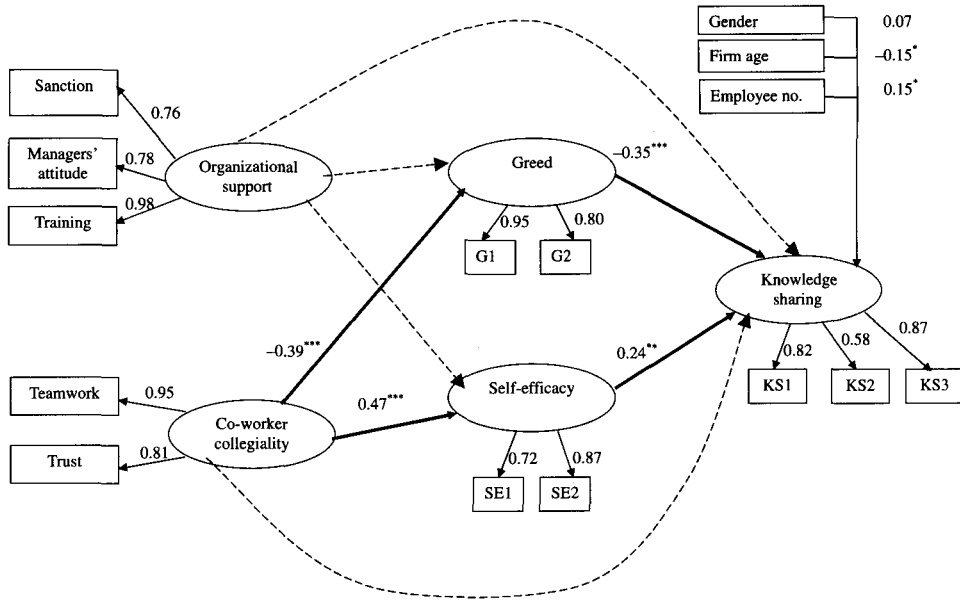 Gender 0.07
Firm age –0.15*
Employee no. 0.15*
Sanction
0.76
Managers'
attitude
0.78
Training
0.98
Organizational
support
Greed
–0.35***
0.95
0.80
G1
G2
Knowledge
sharing
0.82
0.58
0.87
KS1
KS2
KS3
–0.39***
0.24**
Teamwork
0.95
Co-worker
collegiality
0.47***
Self-efficacy
Trust
0.81
0.72
0.87
SE1
SE2